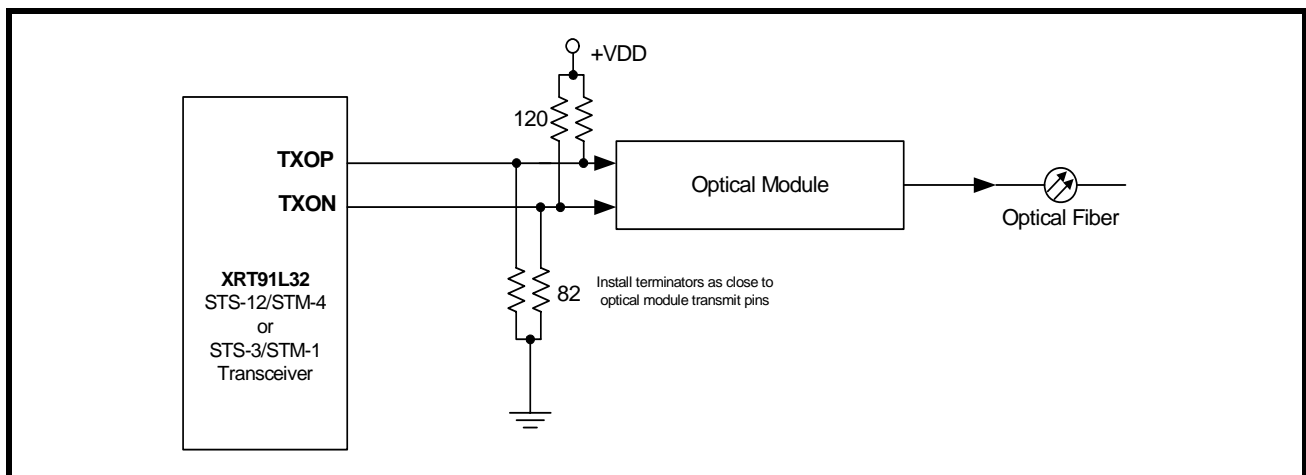 +VDD
120
TXOP
TXON
Optical Module
Optical Fiber
XRT91L32
STS-12/STM-4
or
STS-3/STM-1
Transceiver
82
Install terminators as close to
optical module transmit pins